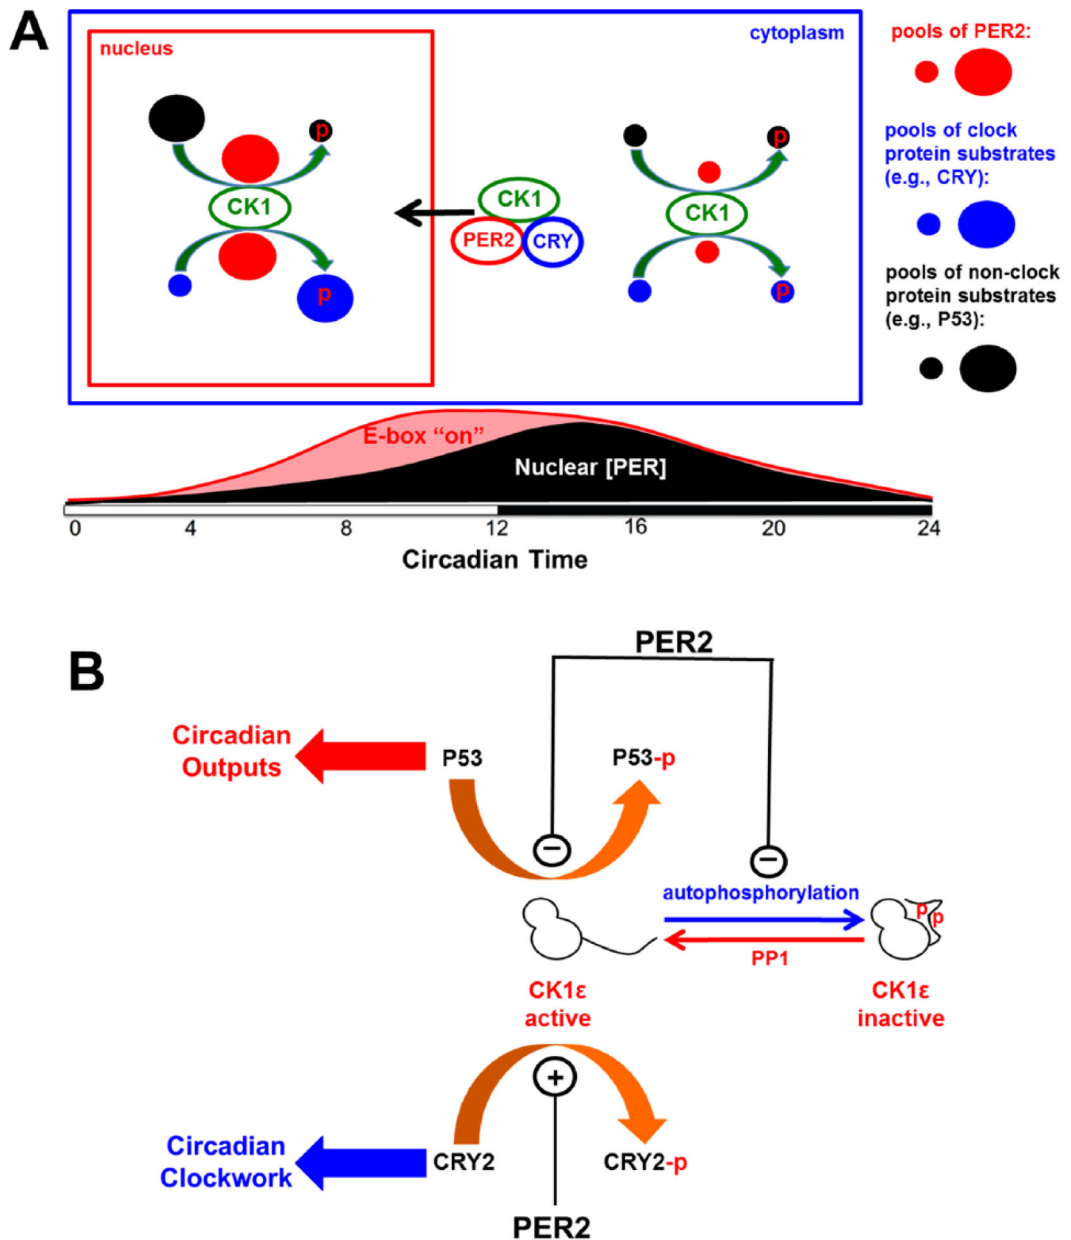 A
nucleus
cytoplasm
pools of PER2:
pools of clock
protein substrates
(e.g., CRY):
pools of non-clock
protein substrates
(e.g., P53):
p
CK1
p
CK1
PER2
CRY
p
CK1
p
E-box “on”
Nuclear [PER]
0 4 8 12 16 20 24
Circadian Time
B
PER2
Circadian
Outputs
P53
P53-p
−
−
autophosphorylation
PP1
p
p
CK1ε
active
CK1ε
inactive
+
Circadian
Clockwork
CRY2
CRY2-p
PER2